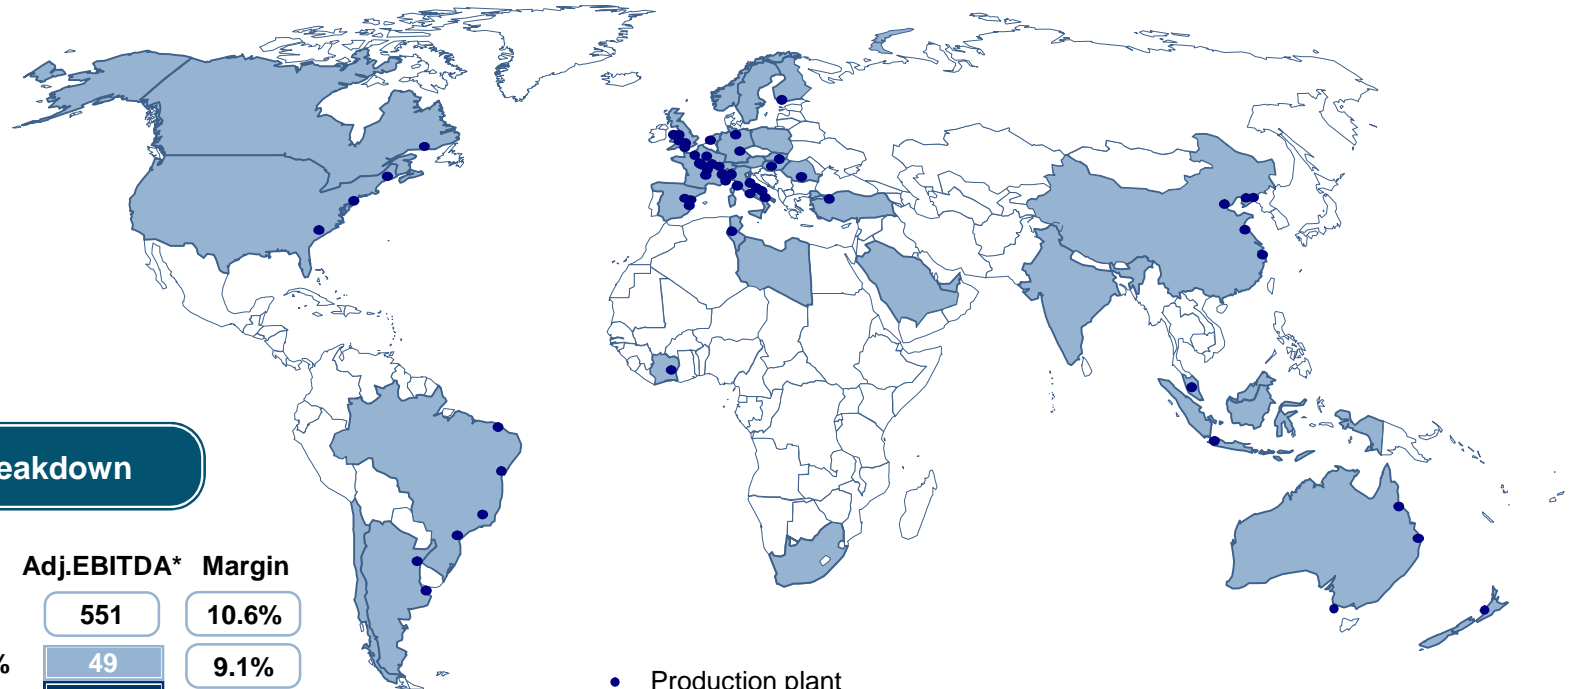 eakdown
Adj.EBITDA* Margin
551 10.6%
% 49 9.1%
Production plant